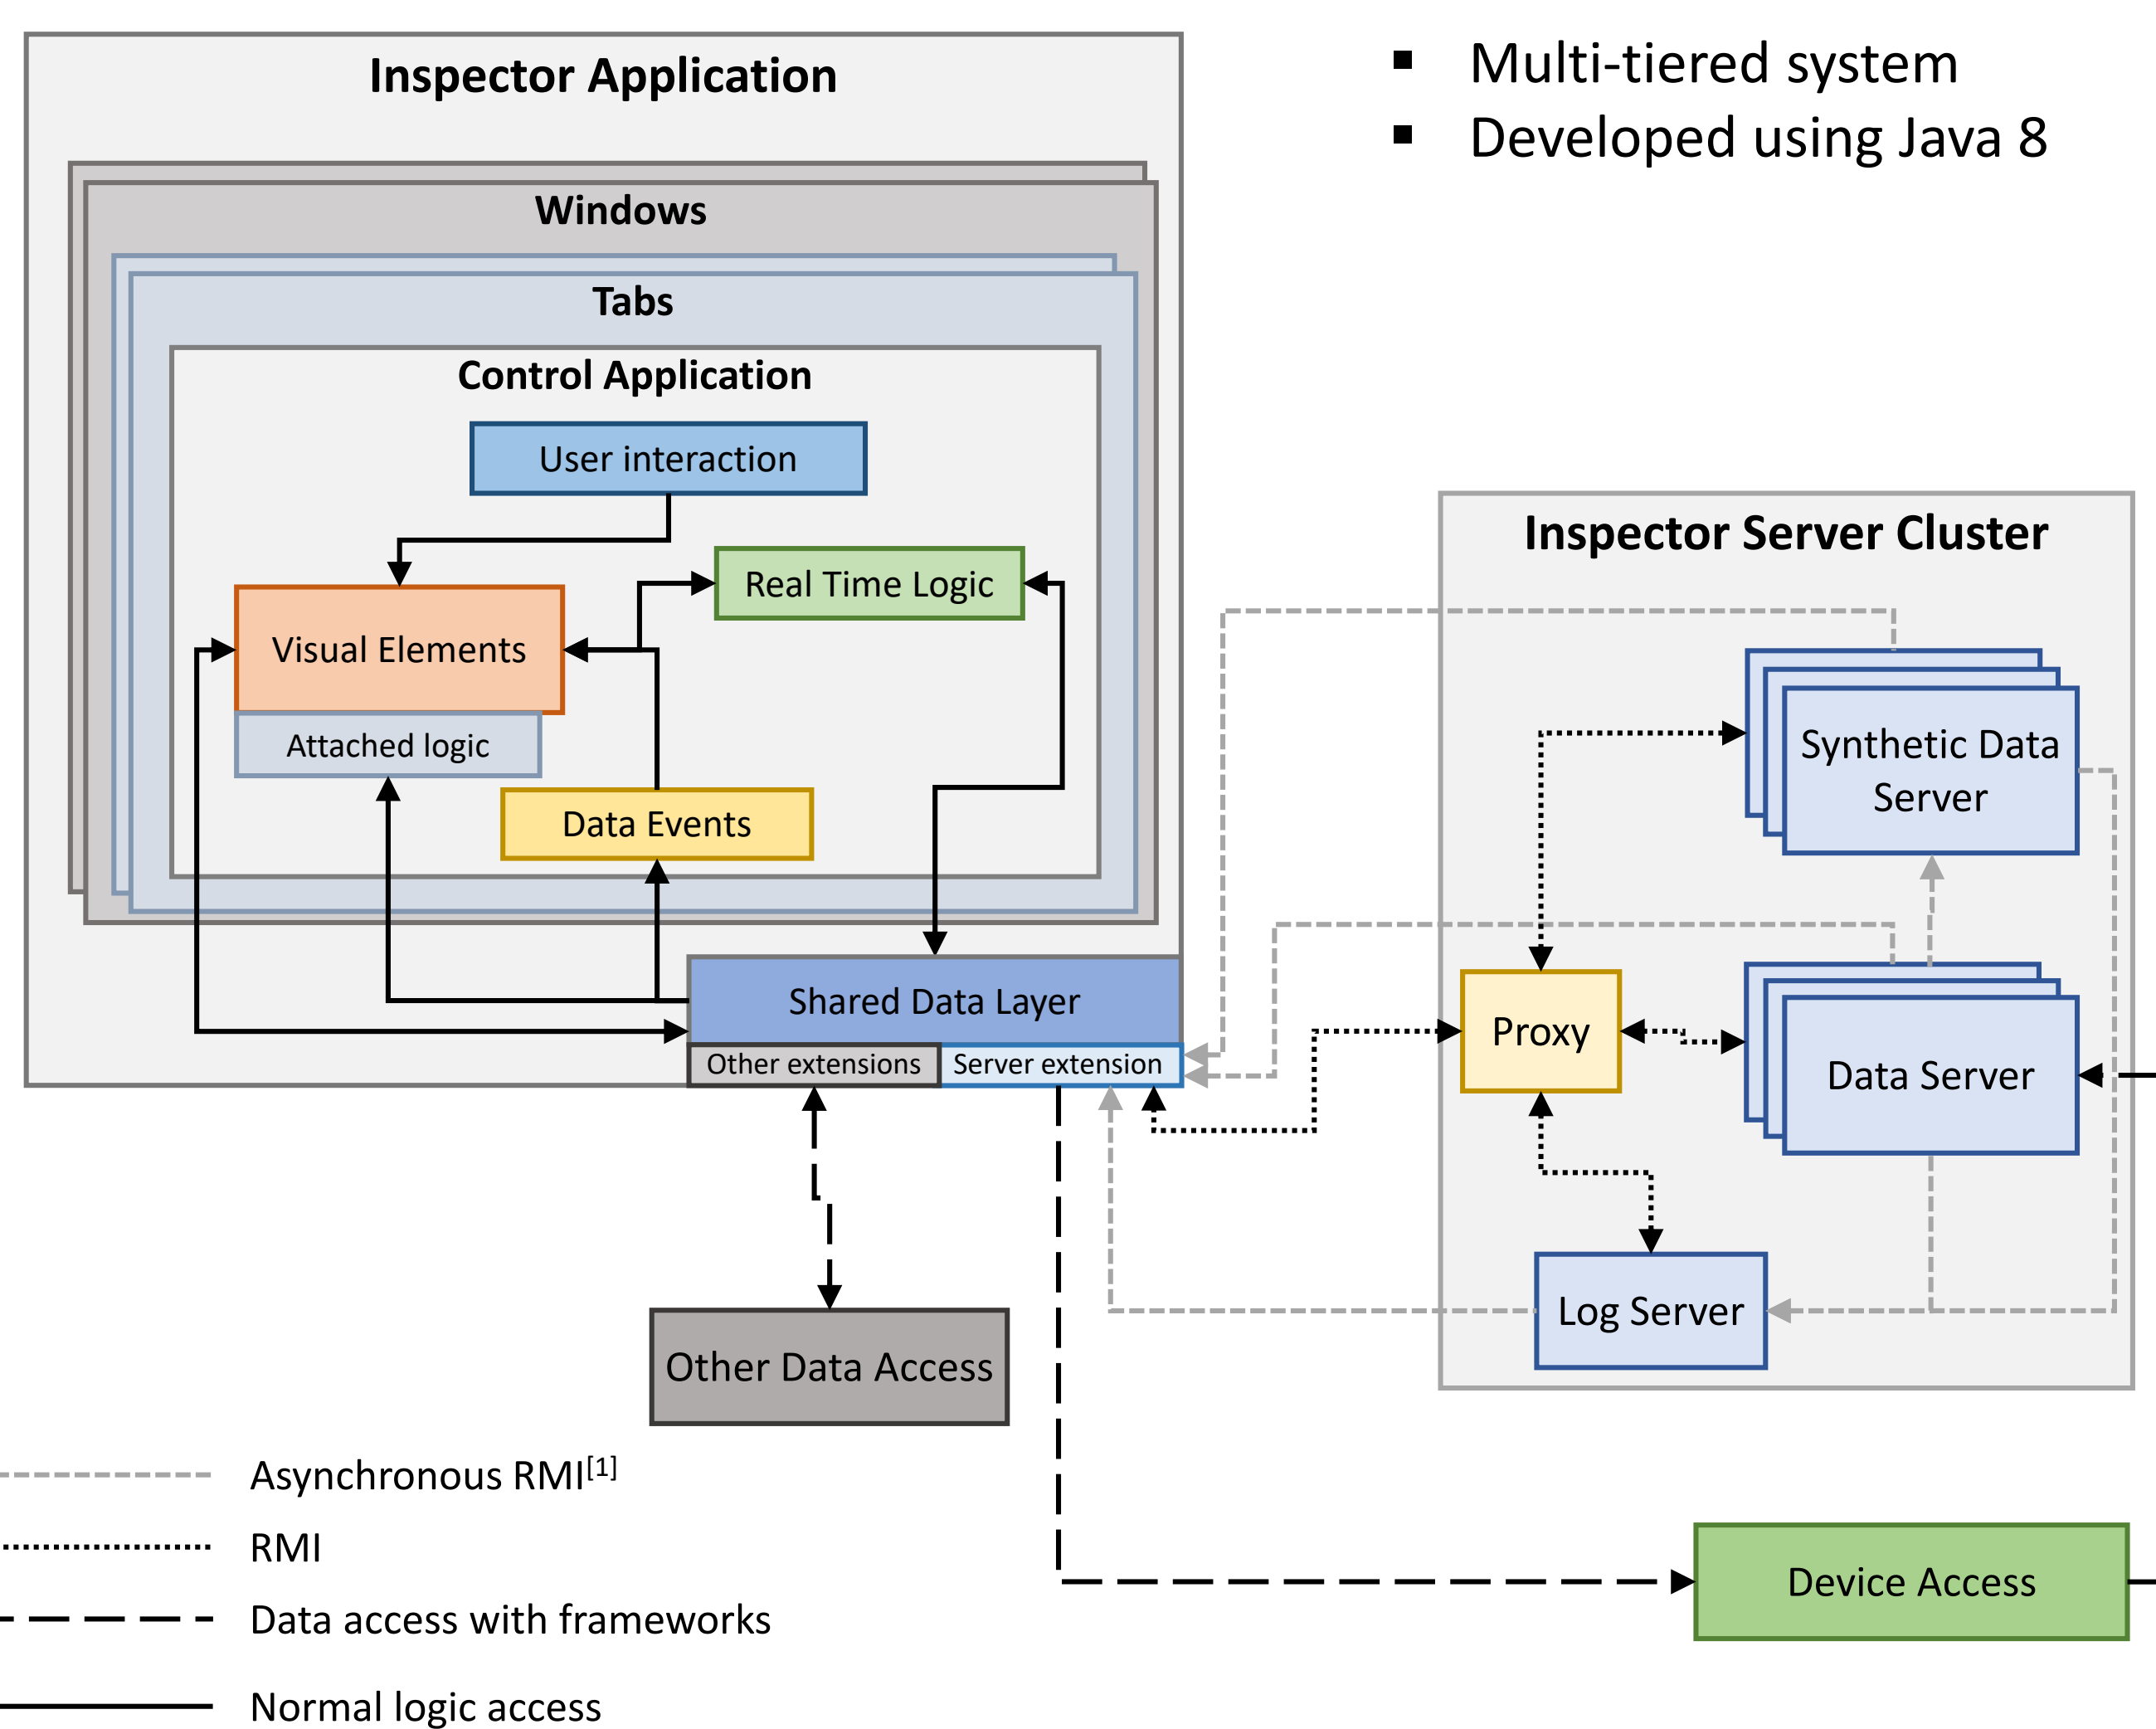 Inspector Application
▪ Multi-tiered system
▪ Developed using Java 8
Windows
Tabs
Control Application
User interaction
Real Time Logic
Visual Elements
Attached logic
Data Events
Shared Data Layer
Other extensions
Server extension
Inspector Server Cluster
Synthetic Data
Server
Proxy
Data Server
Log Server
Other Data Access
Device Access
Asynchronous RMI[1]
RMI
Data access with frameworks
Normal logic access